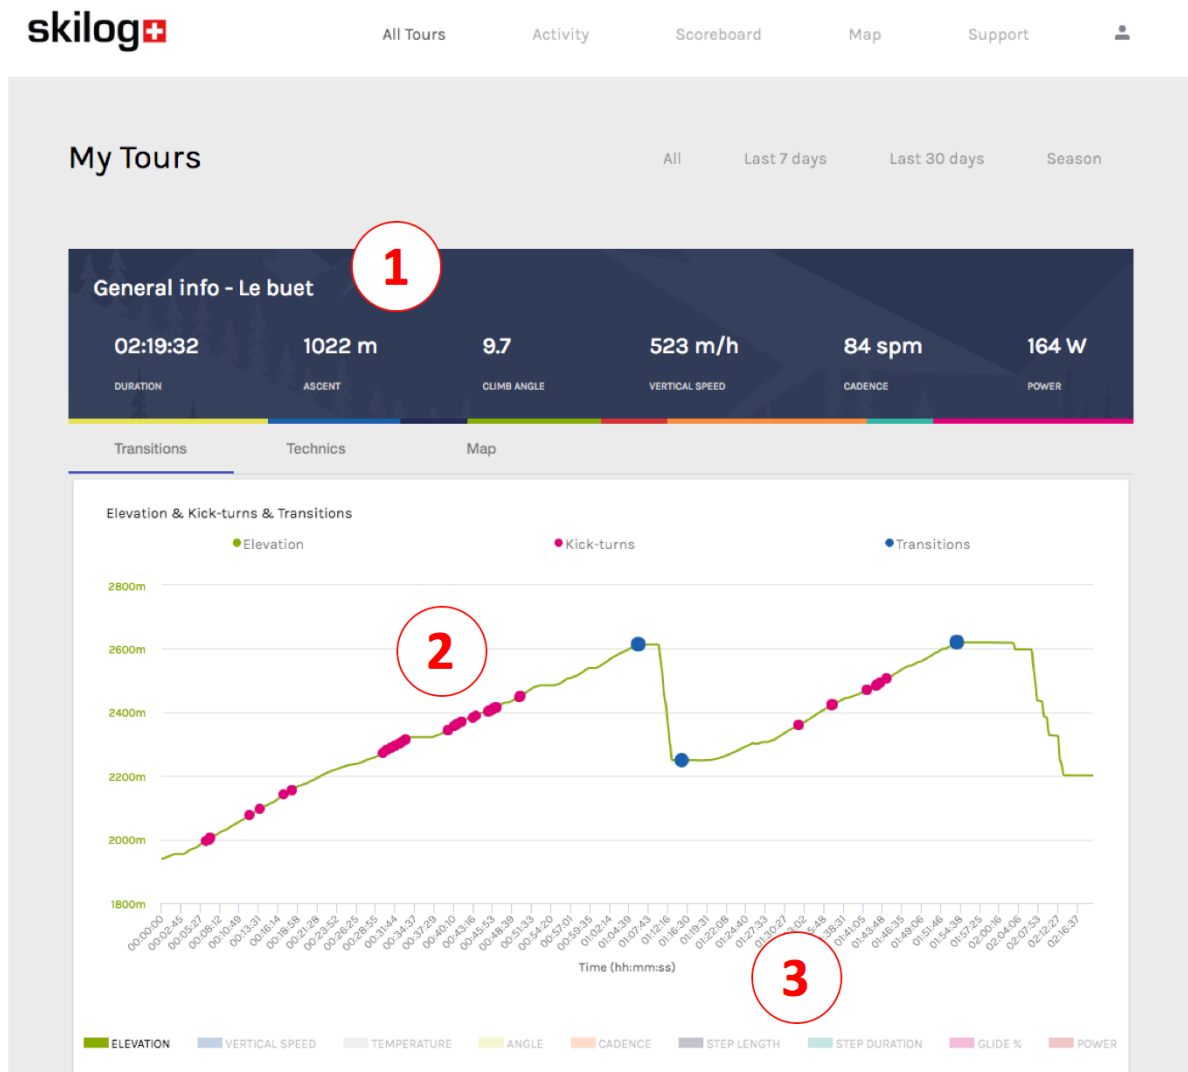 skilog
All Tours Activity Scoreboard Map Support
My Tours
All Last 7 days Last 30 days Season
1
General info - Le buet
02:19:32 1022 m 9.7 523 m/h 84 spm 164 W
DURATION ASCENT CLIMB ANGLE VERTICAL SPEED CADENCE POWER
Transitions Technics Map
Elevation & Kick-turns & Transitions
Elevation Kick-turns Transitions
2800m
2600m
2
2400m
2200m
2000m
1800m
00:00:00 00:02:45 00:05:27 00:08:12 00:10:49 00:13:31 00:16:14 00:18:58 00:21:28 00:23:52 00:26:25 00:28:55 00:31:44 00:34:37 00:37:29 00:40:10 00:43:16 00:45:53 00:48:39 00:51:33 00:54:20 00:57:01 00:59:35 01:02:14 01:04:39 01:07:43 01:12:16 01:16:30 01:19:31 01:22:08 01:24:40 01:27:33 01:30:27 01:41:05 01:43:48 01:46:35 01:49:06 01:51:46 01:54:38 01:57:25 02:00:16 02:04:06 02:07:53 02:12:27 02:16:37
Time (hh:mm:ss)
3
ELEVATION VERTICAL SPEED TEMPERATURE ANGLE CADENCE STEP LENGTH STEP DURATION GLIDE % POWER